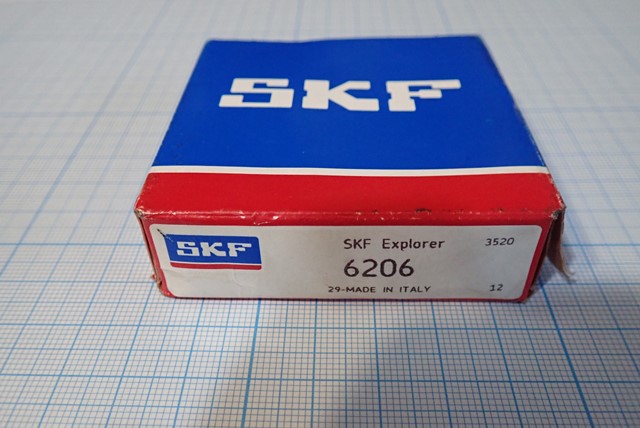 SKF
SKF
SKF Explorer 3520
6206
29-MADE IN ITALY 12